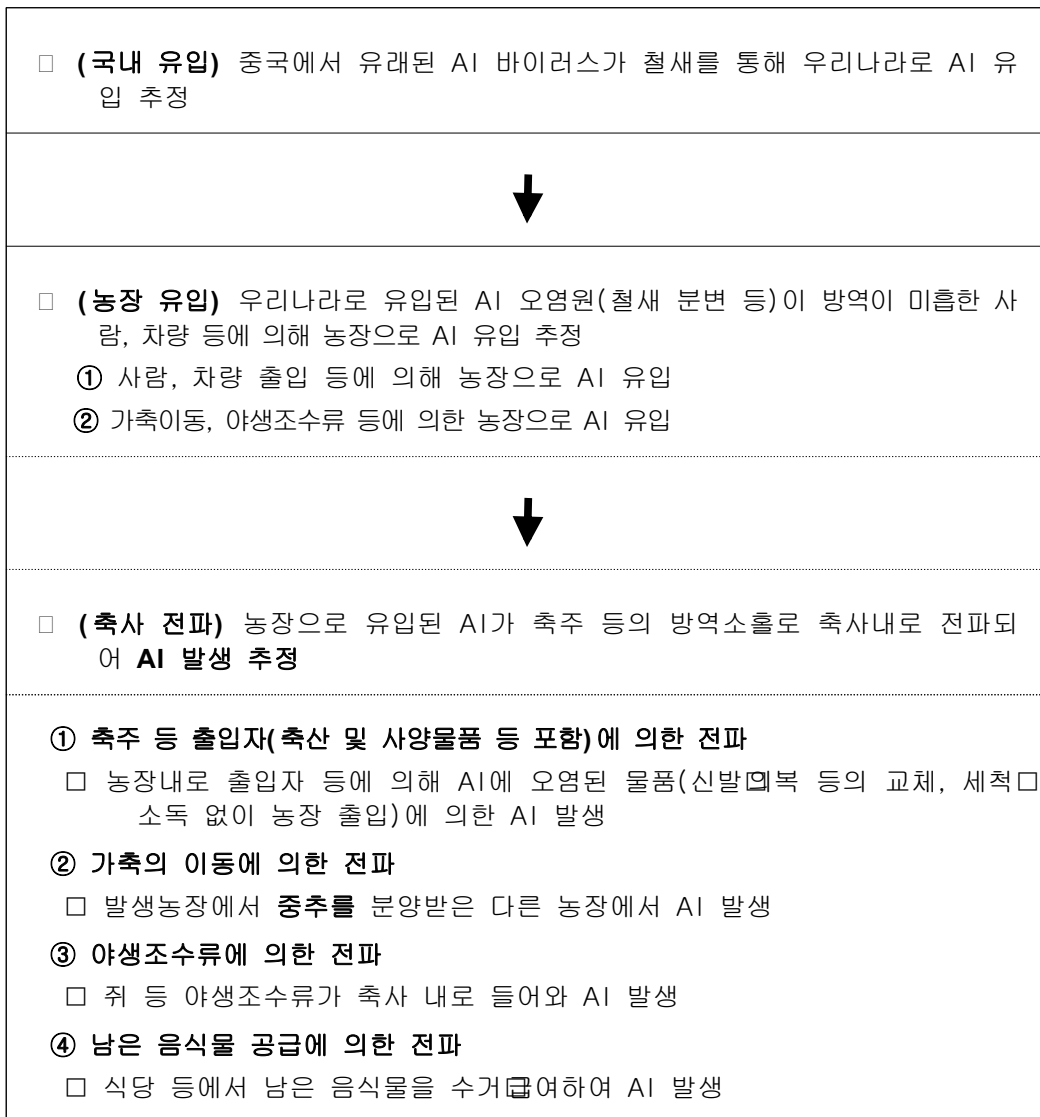 □ (국내 유입) 중국에서 유래된 AI 바이러스가 철새를 통해 우리나라로 AI 유
입 추정
□ (농장 유입) 우리나라로 유입된 AI 오염원(철새 분변 등)이 방역이 미흡한 사
람, 차량 등에 의해 농장으로 AI 유입 추정
① 사람, 차량 출입 등에 의해 농장으로 AI 유입
② 가축이동, 야생조수류 등에 의한 농장으로 AI 유입
□ (축사 전파) 농장으로 유입된 AI가 축주 등의 방역소홀로 축사내로 전파되
어 AI 발생 추정
① 축주 등 출입자(축산 및 사양물품 등 포함)에 의한 전파
□ 농장내로 출입자 등에 의해 AI에 오염된 물품(신발□의복 등의 교체, 세척□
소독 없이 농장 출입)에 의한 AI 발생
② 가축의 이동에 의한 전파
□ 발생농장에서 중추를 분양받은 다른 농장에서 AI 발생
③ 야생조수류에 의한 전파
□ 쥐 등 야생조수류가 축사 내로 들어와 AI 발생
④ 남은 음식물 공급에 의한 전파
□ 식당 등에서 남은 음식물을 수거□급여하여 AI 발생